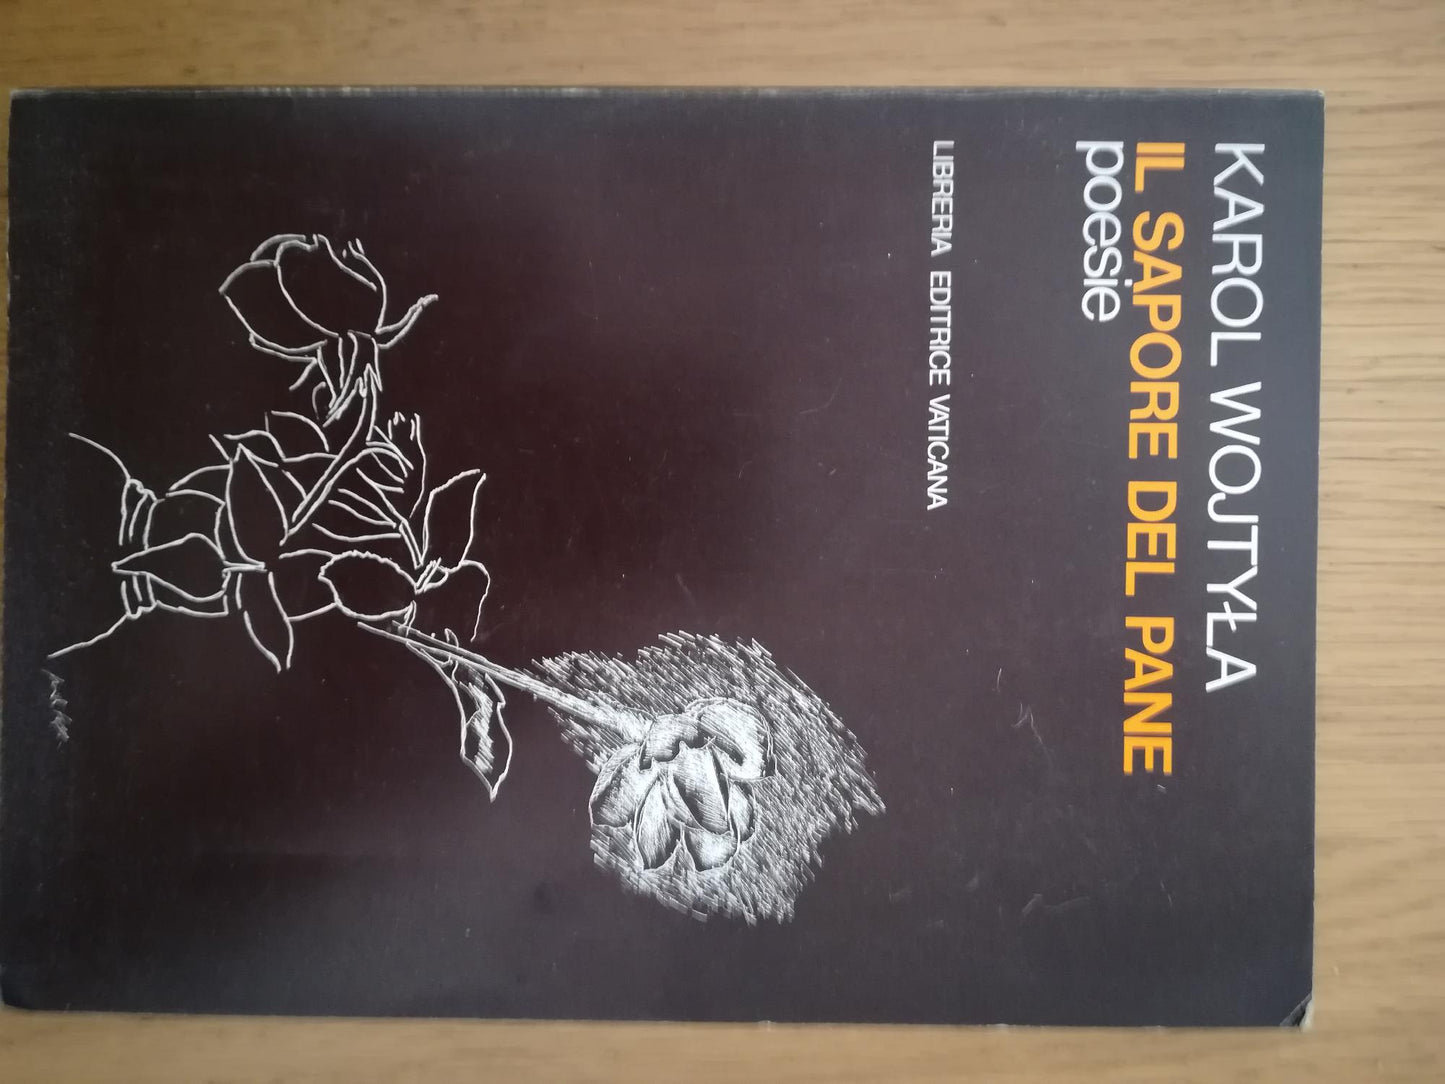 KAROL WOJTYŁA
IL SAPORE DEL PANE
poesie
LIBRERIA EDITRICE VATICANA